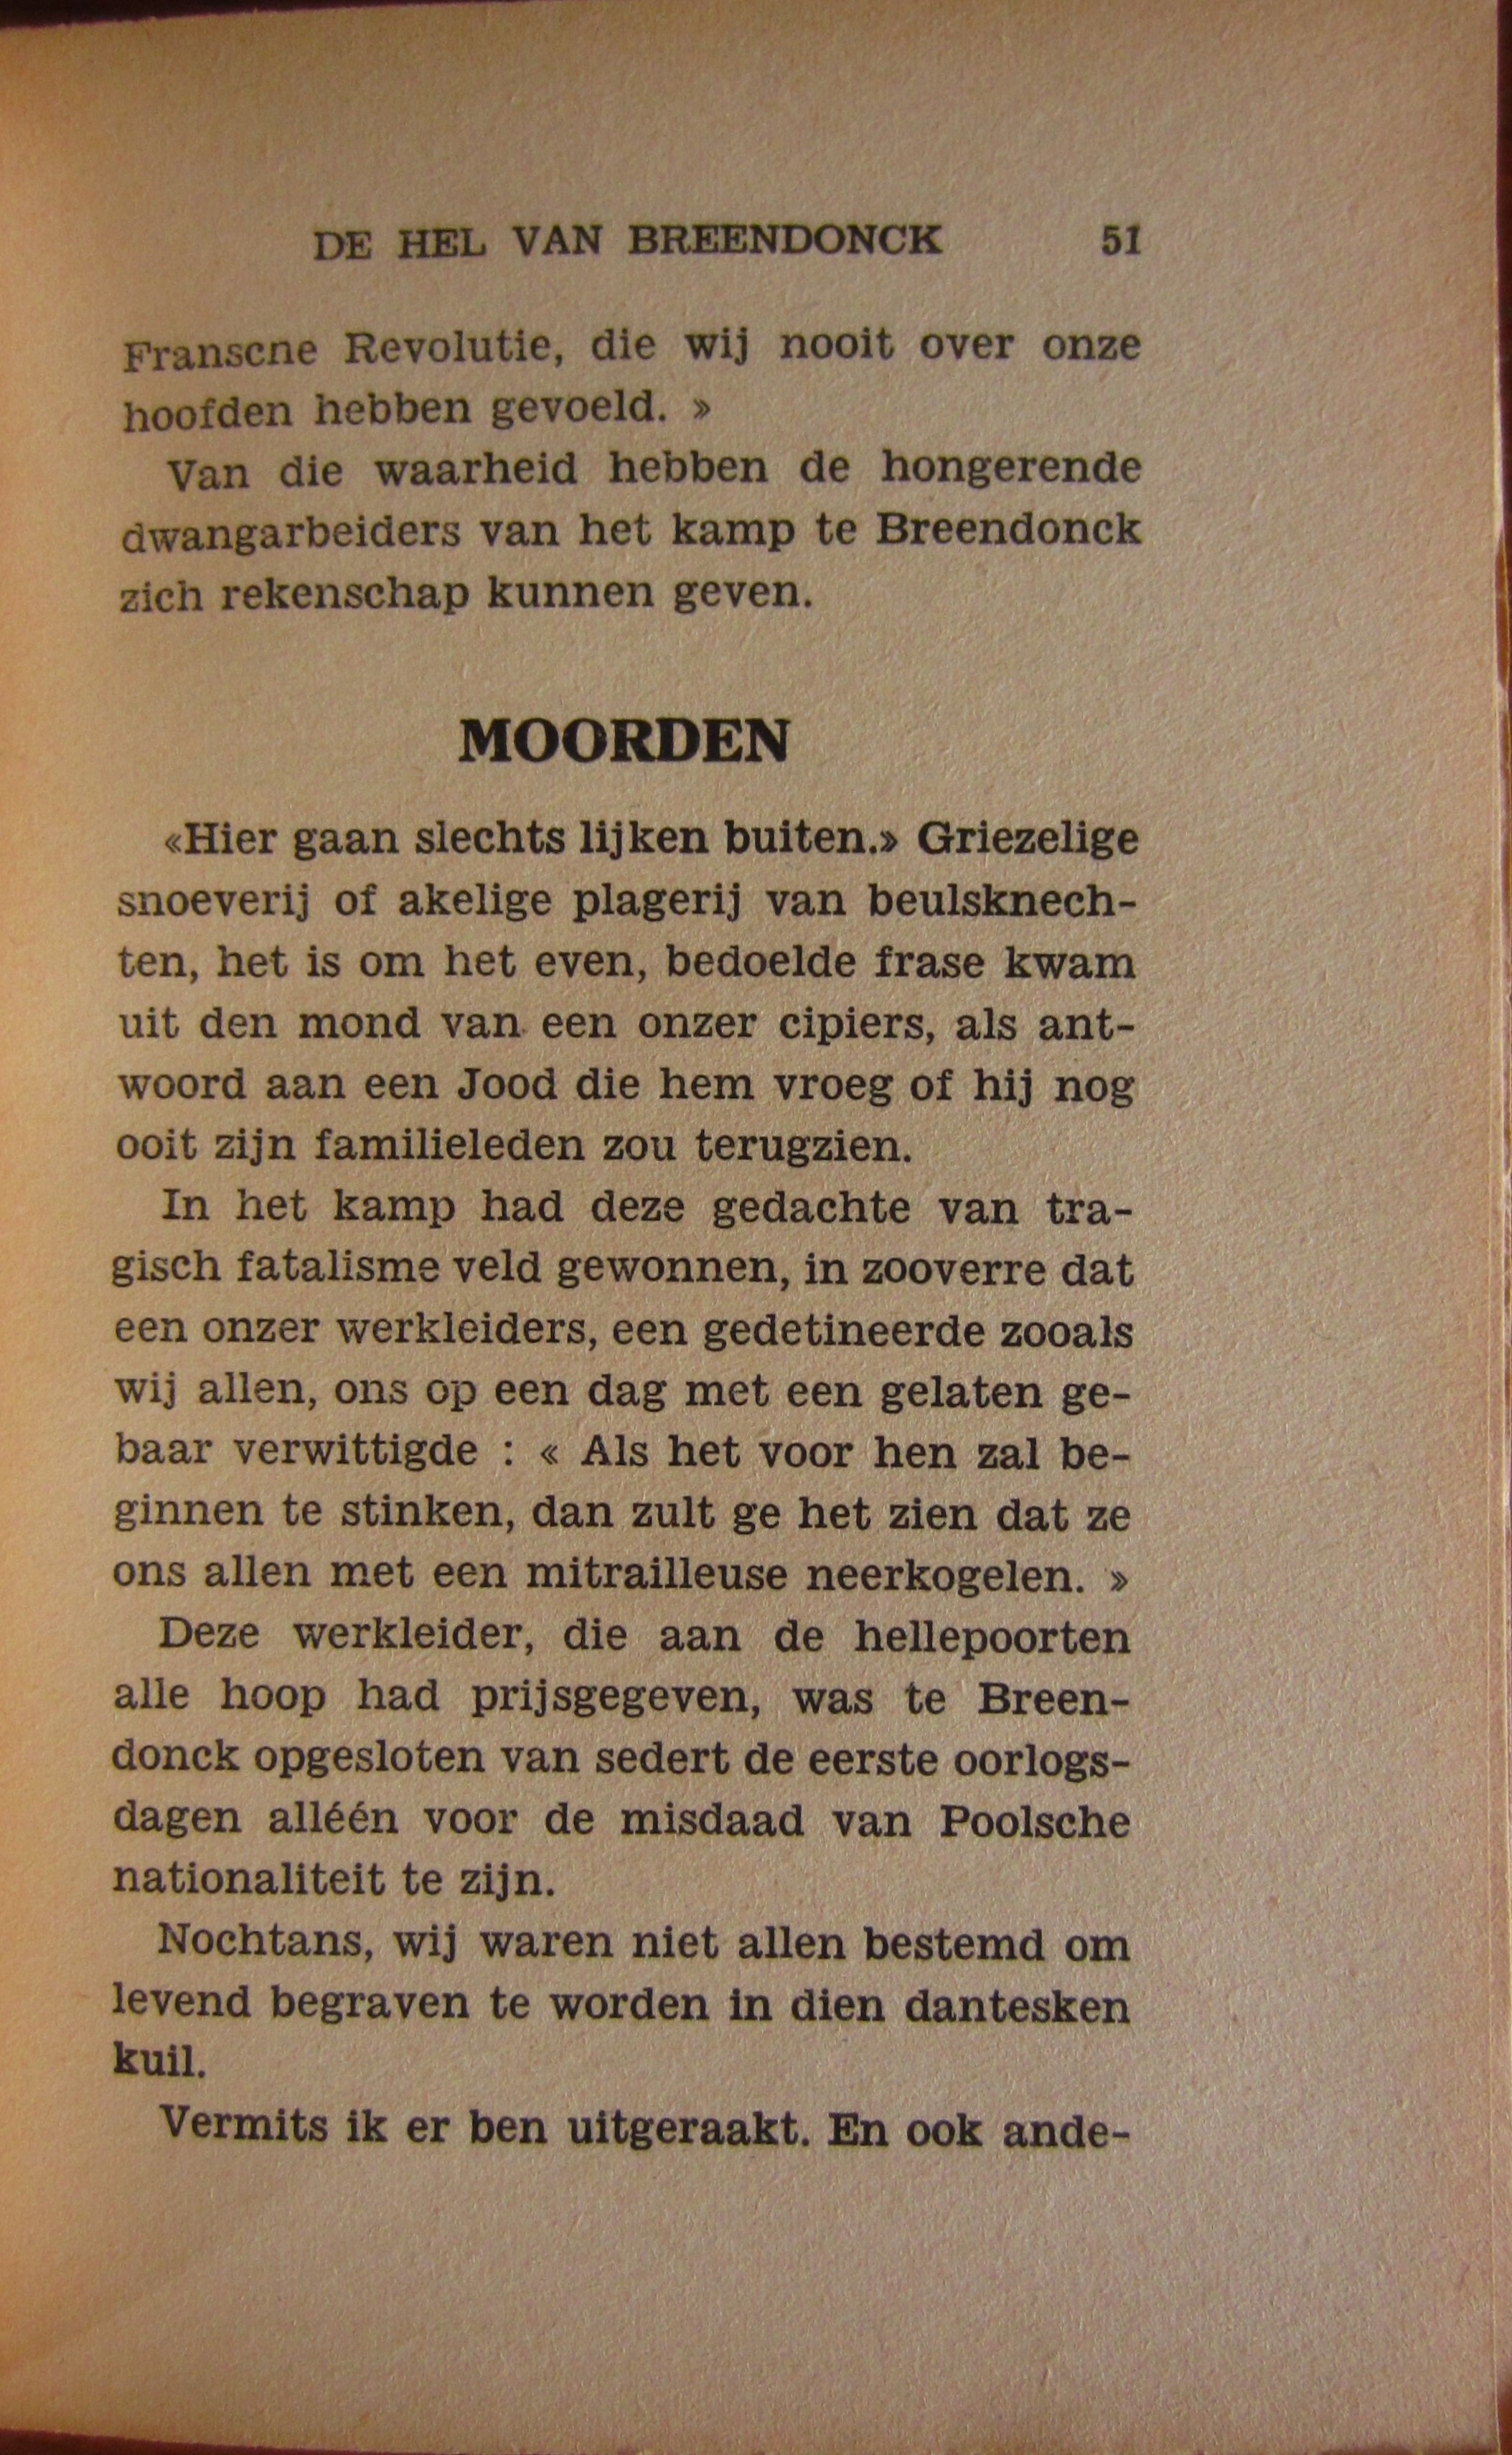 DE HEL VAN BREENDONCK 51
Fransche Revolutie, die wij nooit over onze
hoofden hebben gevoeld. »
Van die waarheid hebben de hongerende
dwangarbeiders van het kamp te Breendonck
zich rekenschap kunnen geven.
MOORDEN
«Hier gaan slechts lijken buiten.» Griezelige
snoeverij of akelige plagerij van beulsknech-
ten, het is om het even, bedoelde frase kwam
uit den mond van een onzer cipiers, als ant-
woord aan een Jood die hem vroeg of hij nog
ooit zijn familieleden zou terugzien.
In het kamp had deze gedachte van tra-
gisch fatalisme veld gewonnen, in zooverre dat
een onzer werkleiders, een gedetineerde zooals
wij allen, ons op een dag met een gelaten ge-
baar verwittigde : « Als het voor hen zal be-
ginnen te stinken, dan zult ge het zien dat ze
ons allen met een mitrailleuse neerkogelen. »
Deze werkleider, die aan de hellepoorten
alle hoop had prijsgegeven, was te Breen-
donck opgesloten van sedert de eerste oorlogs-
dagen alléén voor de misdaad van Poolsche
nationaliteit te zijn.
Nochtans, wij waren niet allen bestemd om
levend begraven te worden in dien dantesken
kuil.
Vermits ik er ben uitgeraakt. En ook ande-